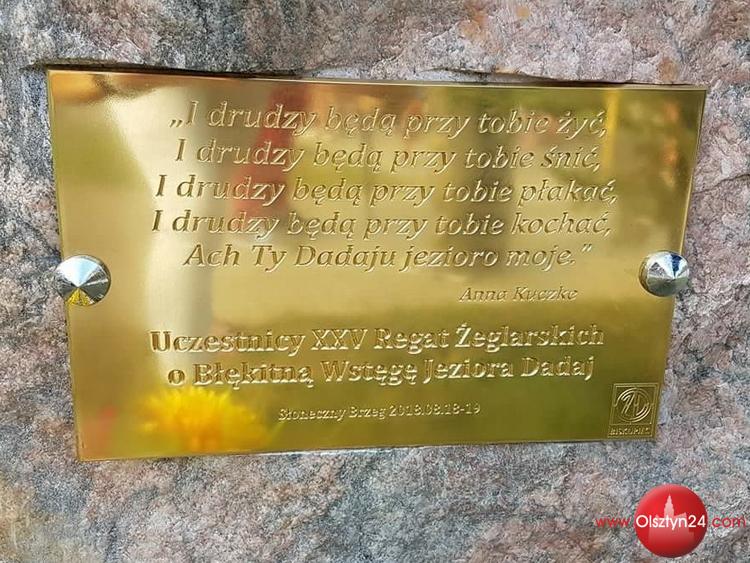 „I drudzy będą przy tobie żyć,
I drudzy będą przy tobie śnić,
I drudzy będą przy tobie płakać,
I drudzy będą przy tobie kochać,
Ach Ty Dadaju jezioro moje.”
Anna Kuczke
Uczestnicy XXV Regat Żeglarskich
o Błękitną Wstęgę Jeziora Dadaj
Słoneczny Brzeg 2018.08.18-19
BISKUPIEC
www.Olsztyn24.com